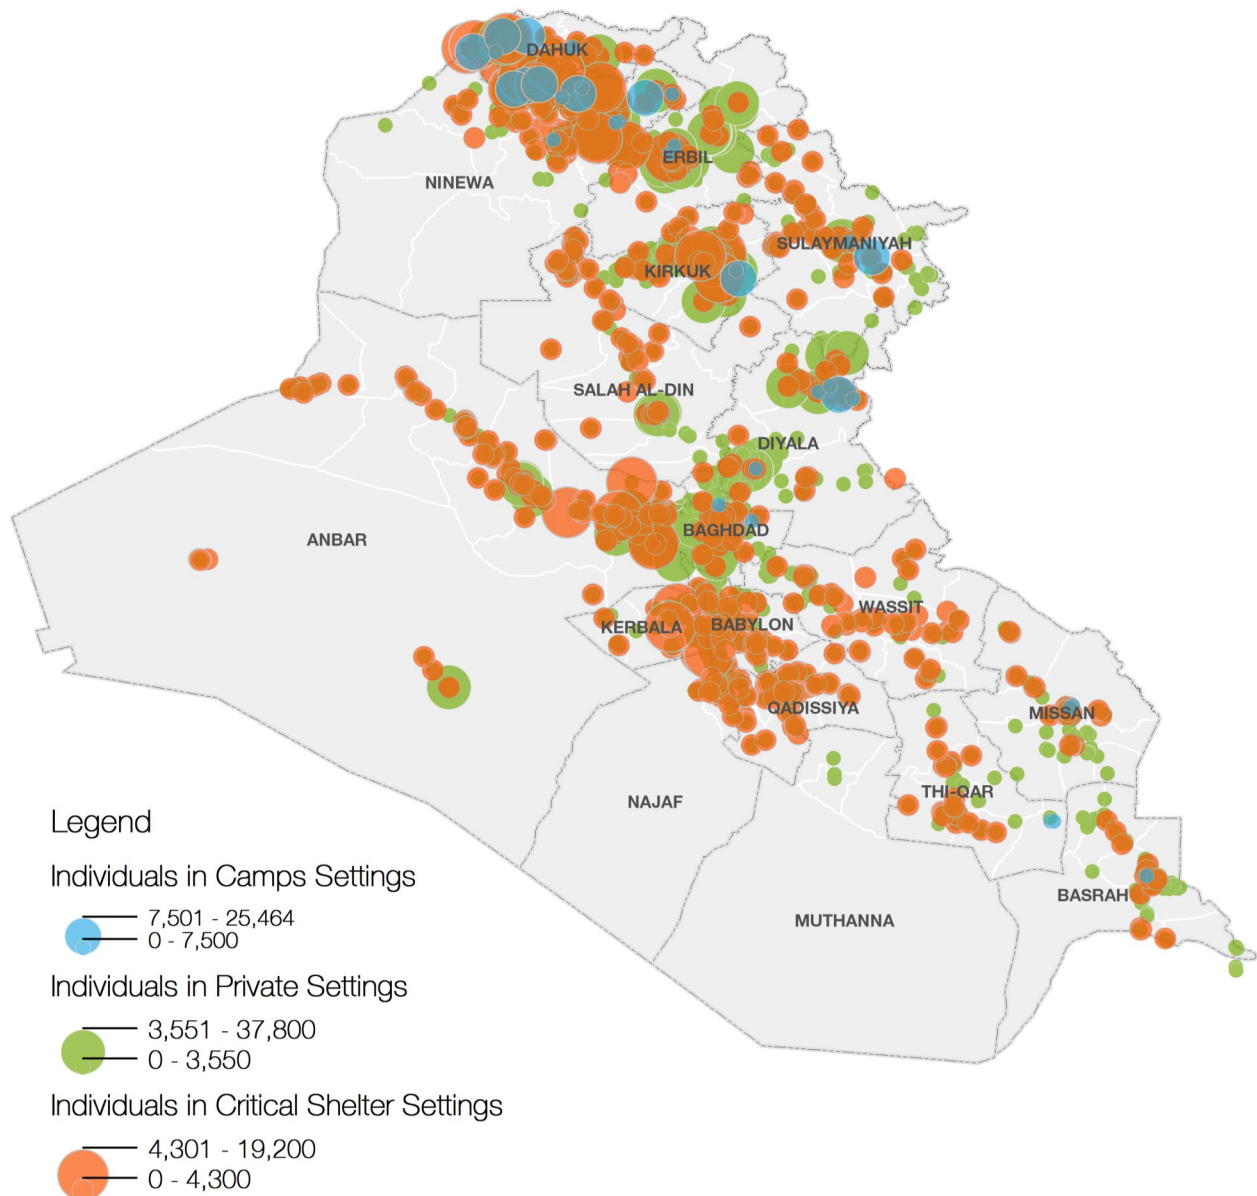 DAHUK
NINEWA
ERBIL
SULAYMANIYAH
KIRKUK
SALAH AL-DIN
DIYALA
ANBAR
BAGHDAD
WASSIT
KERBALA
BABYLON
QADISSIYA
MISSAN
THI-QAR
NAJAF
BASRAH
MUTHANNA
Legend
Individuals in Camps Settings
7,501 - 25,464
0 - 7,500
Individuals in Private Settings
3,551 - 37,800
0 - 3,550
Individuals in Critical Shelter Settings
4,301 - 19,200
0 - 4,300